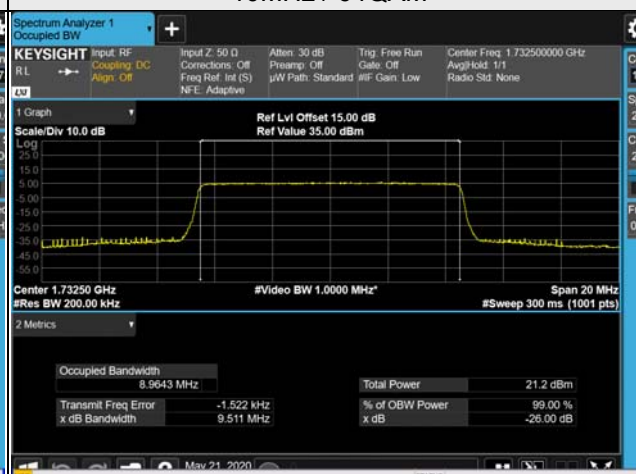 Spectrum Analyzer 1
Occupied BW
KEYSIGHT
RL
LXI
Input: RF
Coupling: DC
Align: Off
Input Z: 50 Ω
Corrections: Off
Freq Ref: Int (S)
NFE: Adaptive
Atten: 30 dB
Preamp: Off
µW Path: Standard
Trig: Free Run
Gate: Off
#IF Gain: Low
Center Freq: 1.732500000 GHz
Avg|Hold: 1/1
Radio Std: None
1 Graph
Scale/Div 10.0 dB
Ref Lvl Offset 15.00 dB
Ref Value 35.00 dBm
Log
25.0
15.0
5.00
-5.00
-15.0
-25.0
-35.0
-45.0
-55.0
Center 1.73250 GHz
#Res BW 200.00 kHz
#Video BW 1.0000 MHz*
Span 20 MHz
#Sweep 300 ms (1001 pts)
2 Metrics
Occupied Bandwidth
8.9643 MHz
Total Power 21.2 dBm
Transmit Freq Error -1.522 kHz
% of OBW Power 99.00 %
x dB Bandwidth 9.511 MHz
x dB -26.00 dB
May 21, 2020